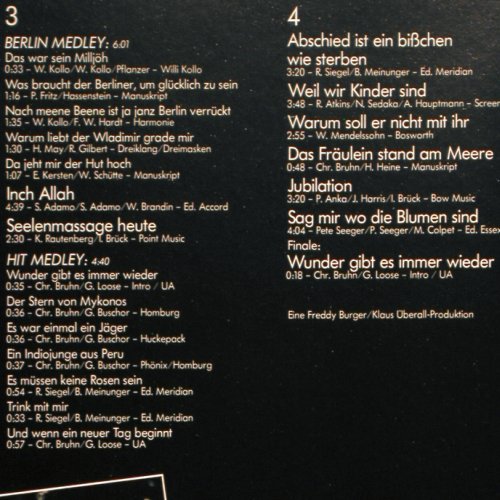 3
BERLIN MEDLEY: 6:01
Das war sein Milljöh
0:33 – W. Kollo/W. Kollo/Pflanzer – Willi Kollo
Was braucht der Berliner, um glücklich zu sein
1:16 – P. Fritz/Hassenstein – Manuskript
Nach meene Beene ist ja janz Berlin verrückt
1:35 – W. Kollo/F. W. Hardt – Harmonie
Warum liebt der Wladimir grade mir
1:30 – H. May/R. Gilbert – Dreiklang/Dreimasken
Da jeht mir der Hut hoch
1:07 – E. Kersten/W. Schütte – Manuskript
Inch Allah
4:39 – S. Adamo/S. Adamo/W. Brandin – Ed. Accord
Seelenmassage heute
2:30 – K. Rautenberg/I. Brück – Point Music
HIT MEDLEY: 4:40
Wunder gibt es immer wieder
0:35 – Chr. Bruhn/G. Loose – Intro / UA
Der Stern von Mykonos
0:36 – Chr. Bruhn/G. Buschor – Homburg
Es war einmal ein Jäger
0:36 – Chr. Bruhn/G. Buschor – Huckepack
Ein Indiojunge aus Peru
0:37 – Chr. Bruhn/G. Buschor – Phönix/Homburg
Es müssen keine Rosen sein
0:54 – R. Siegel/B. Meinunger – Ed. Meridian
Trink mit mir
0:33 – R. Siegel/B. Meinunger – Ed. Meridian
Und wenn ein neuer Tag beginnt
0:57 – Chr. Bruhn/G. Loose – UA
4
Abschied ist ein bißchen
wie sterben
3:20 – R. Siegel/B. Meinunger – Ed. Meridian
Weil wir Kinder sind
3:48 – R. Atkins/N. Sedaka/A. Hauptmann – Screen
Warum soll er nicht mit ihr
2:55 – W. Mendelssohn – Bosworth
Das Fräulein stand am Meere
0:48 – Chr. Bruhn/H. Heine – Manuskript
Jubilation
3:20 – P. Anka/J. Harris/I. Brück – Bow Music
Sag mir wo die Blumen sind
4:04 – Pete Seeger/P. Seeger/M. Colpet – Ed. Essex
Finale:
Wunder gibt es immer wieder
0:18 – Chr. Bruhn/G. Loose – Intro / UA
Eine Freddy Burger/Klaus Überall-Produktion